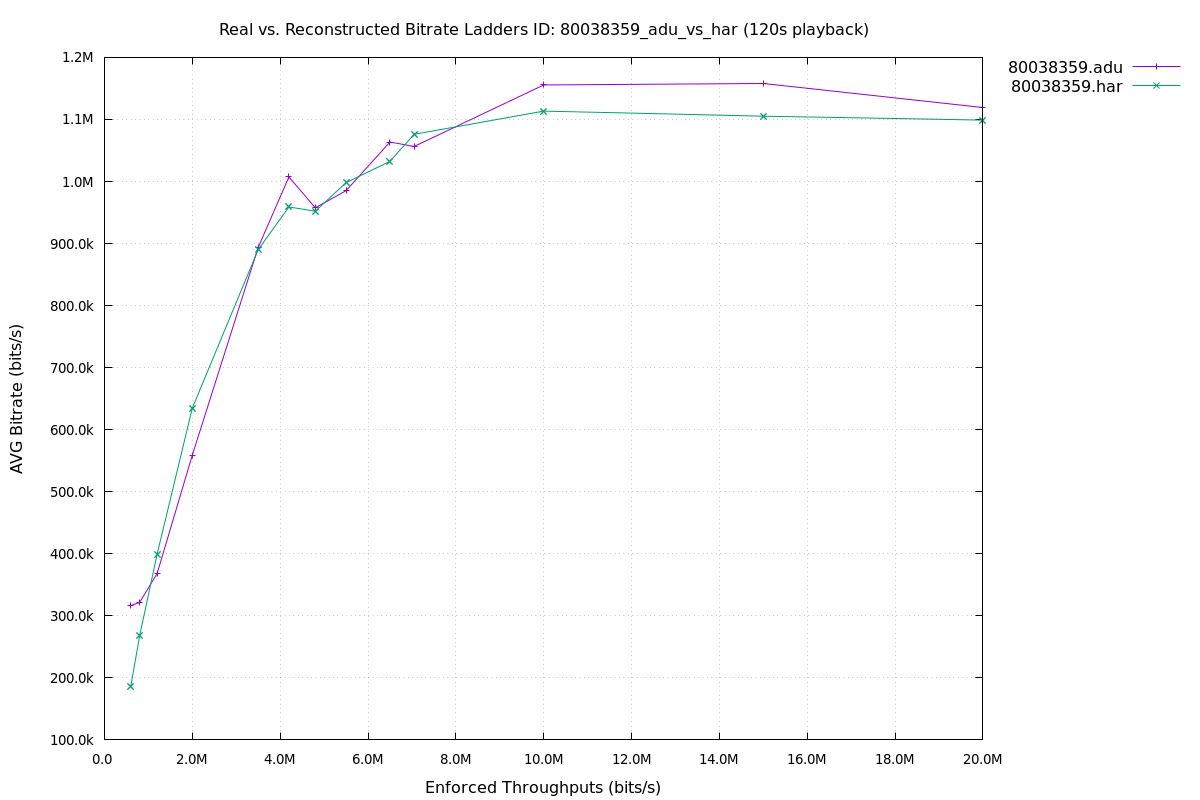 Real vs. Reconstructed Bitrate Ladders ID: 80038359_adu_vs_har (120s playback)
80038359.adu
80038359.har
1.2M
1.1M
1.0M
900.0k
800.0k
700.0k
600.0k
500.0k
400.0k
300.0k
200.0k
100.0k
AVG Bitrate (bits/s)
0.0 2.0M 4.0M 6.0M 8.0M 10.0M 12.0M 14.0M 16.0M 18.0M 20.0M
Enforced Throughputs (bits/s)